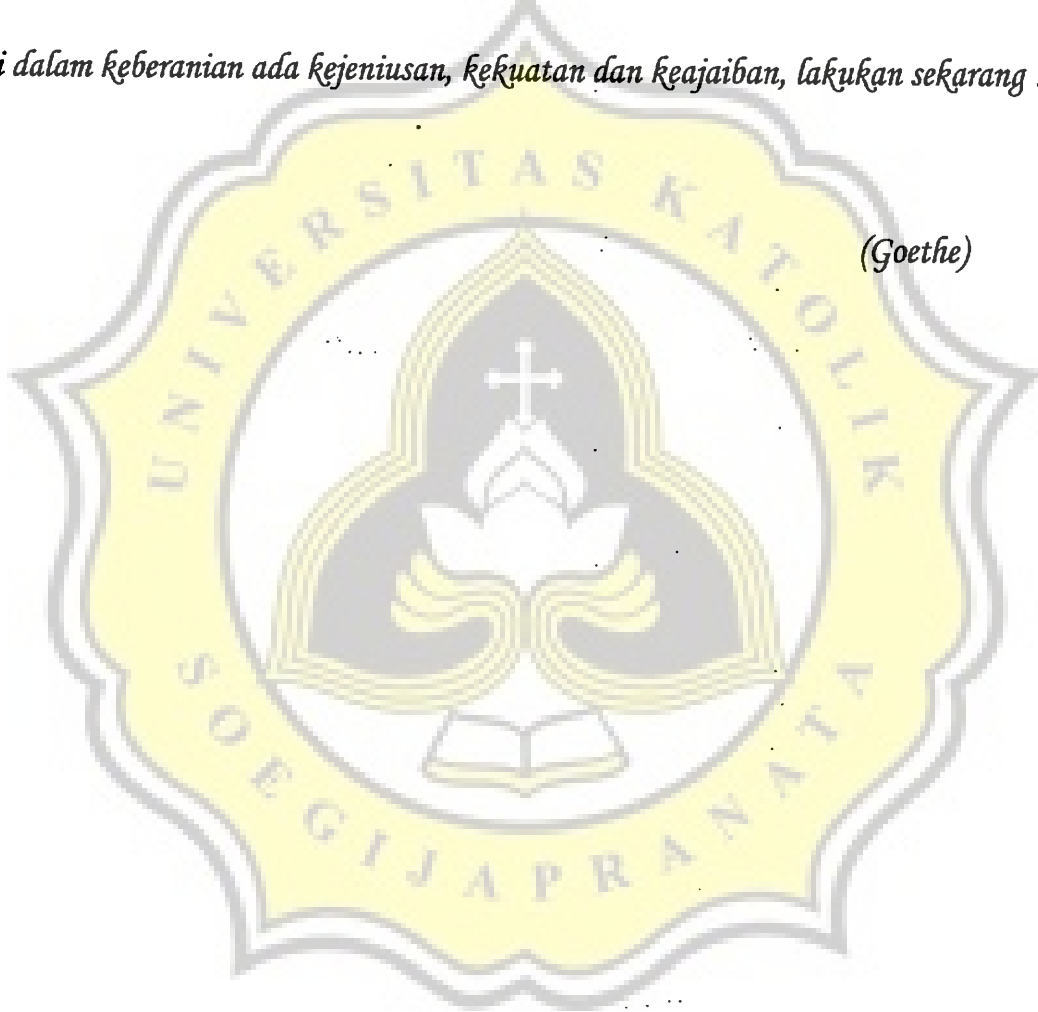 dalam keberanian ada kejeniusan, kekuatan dan keajaiban, lakukan sekarang
(Goethe)
UNIVERSITAS KATOLIK
SOEGIJAPRANATA